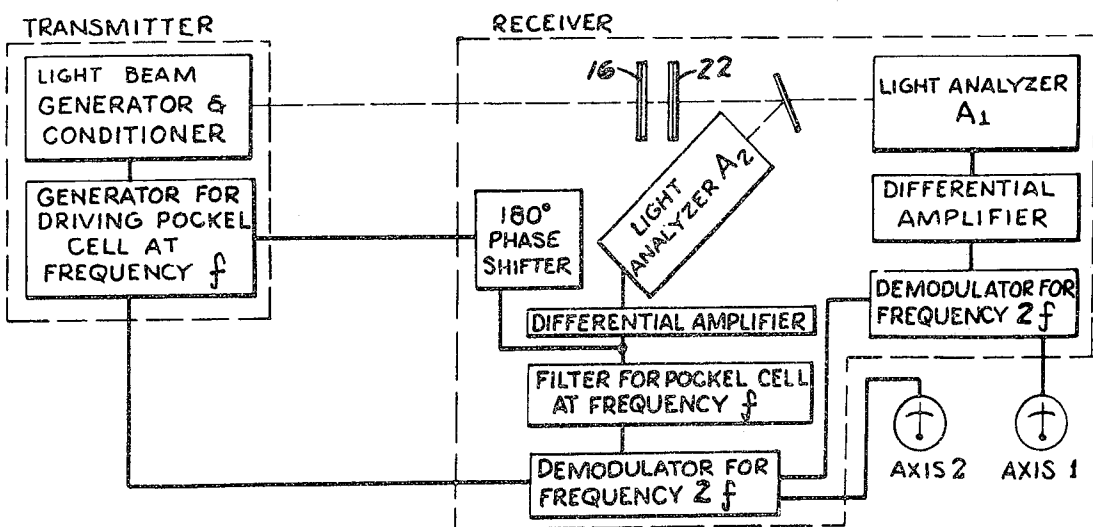 TRANSMITTER
LIGHT BEAM
GENERATOR &
CONDITIONER
GENERATOR FOR
DRIVING POCKEL
CELL AT
FREQUENCY f
RECEIVER
16
22
LIGHT ANALYZER
A1
LIGHT
ANALYZER A2
DIFFERENTIAL
AMPLIFIER
180°
PHASE
SHIFTER
DEMODULATOR FOR
FREQUENCY 2f
DIFFERENTIAL AMPLIFIER
FILTER FOR POCKEL CELL
AT FREQUENCY f
DEMODULATOR FOR
FREQUENCY 2f
AXIS 2
AXIS 1